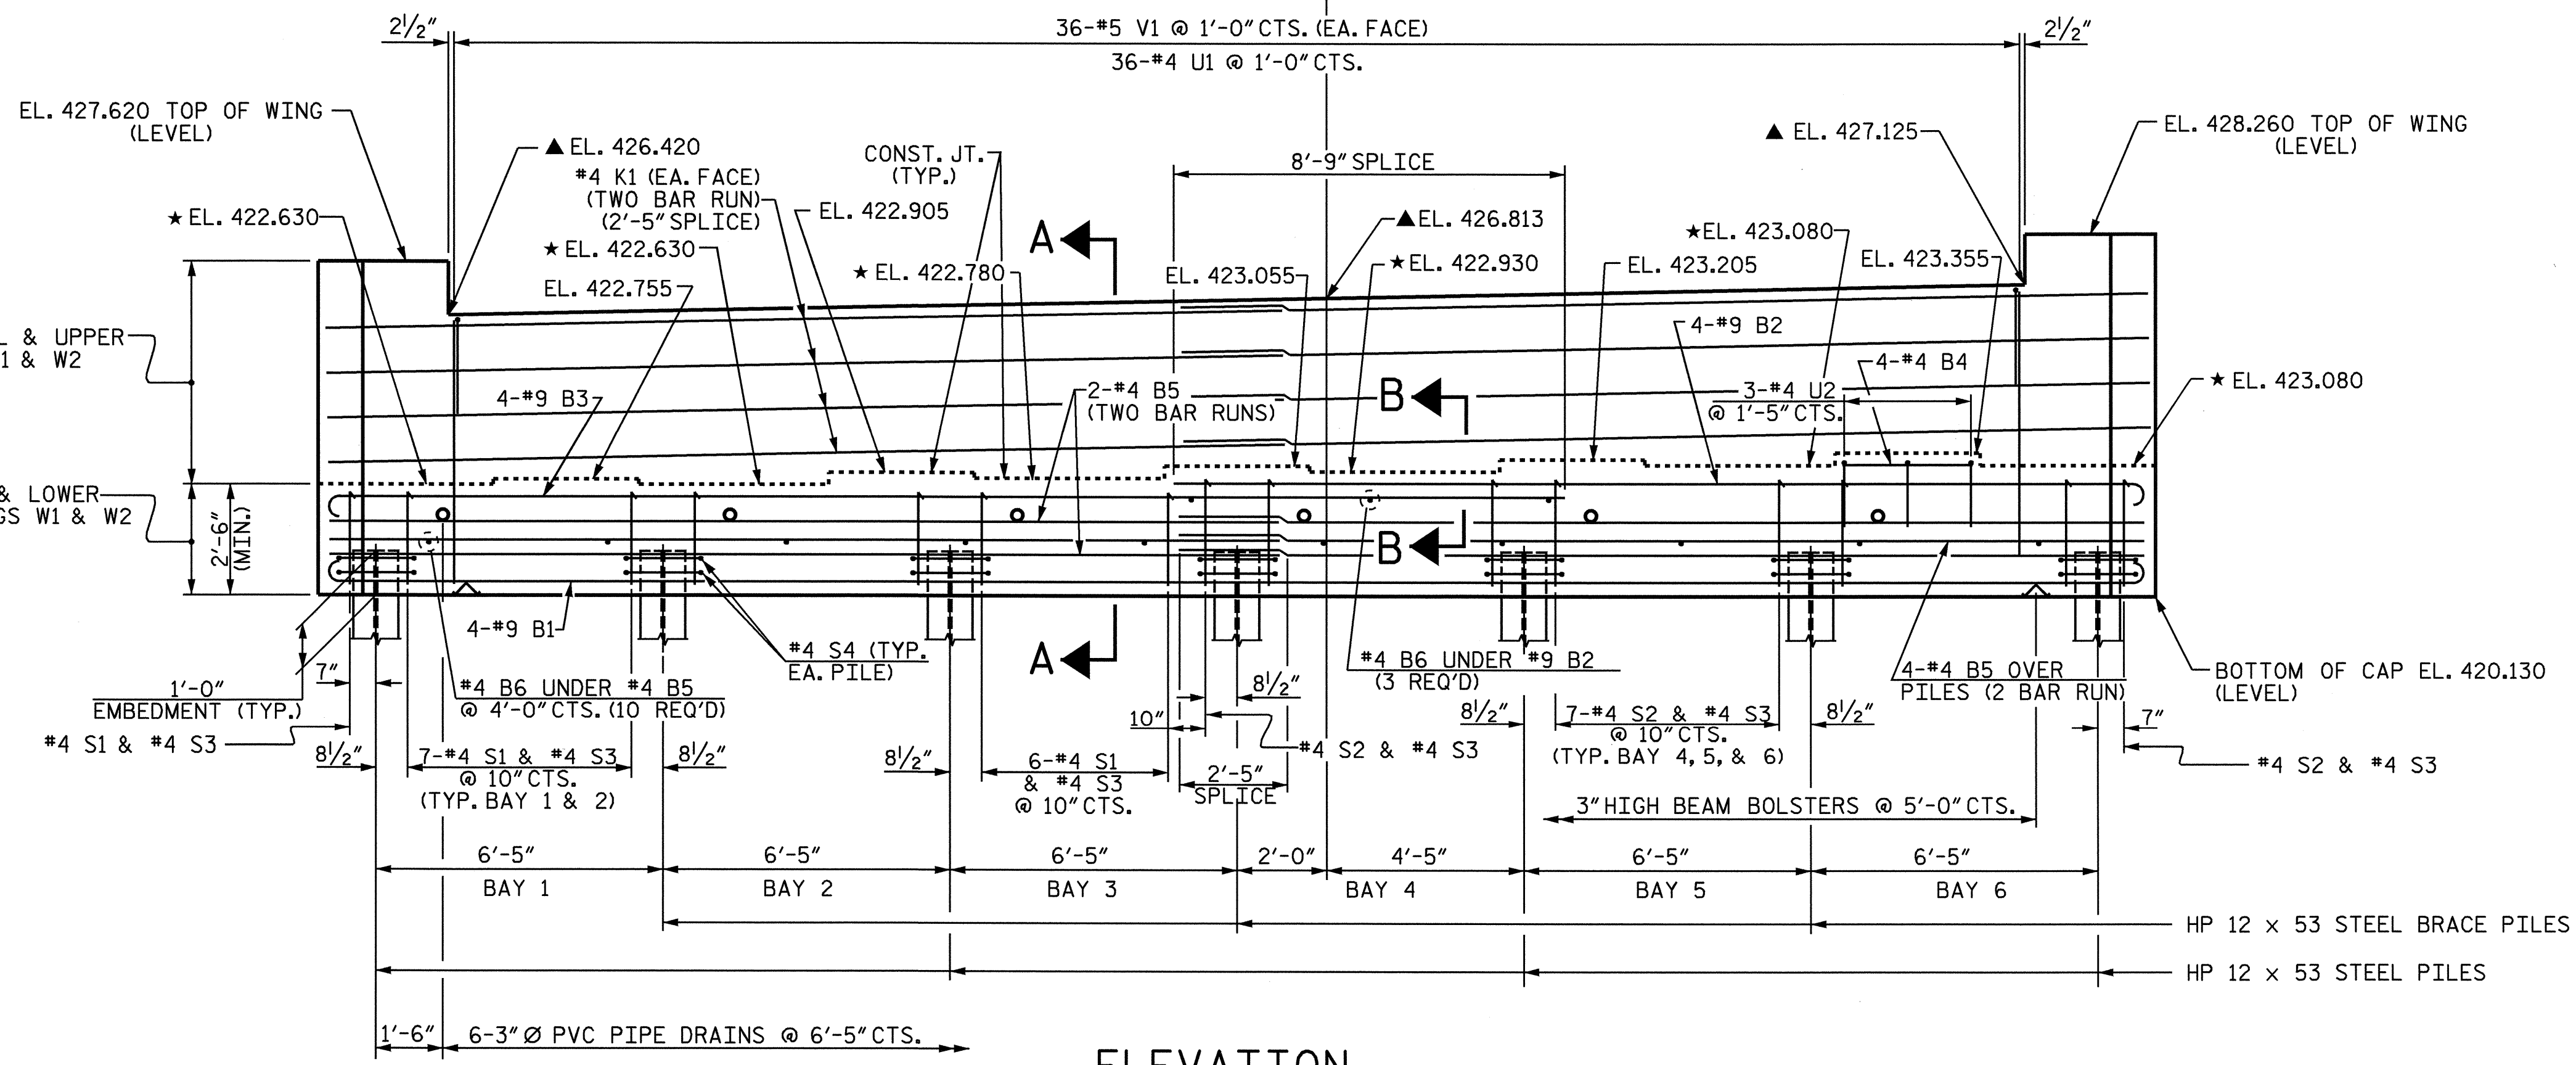 2½" 36-#5 V1 @ 1'-0" CTS. (EA. FACE) 2½"
36-#4 U1 @ 1'-0" CTS.
EL. 427.620 TOP OF WING
(LEVEL)
▲ EL. 426.420
#4 K1 (EA. FACE)
(TWO BAR RUN)
(2'-5" SPLICE)
CONST. JT.
(TYP.)
8'-9" SPLICE
▲ EL. 427.125
EL. 428.260 TOP OF WING
(LEVEL)
★ EL. 422.630
EL. 422.905
A
▲ EL. 426.813
★ EL. 422.630
★ EL. 423.080
EL. 422.755
★ EL. 422.780
EL. 423.055
★ EL. 422.930
EL. 423.205
EL. 423.355
L & UPPER
1 & W2
4-#9 B2
4-#4 B4
4-#9 B3
2-#4 B5
(TWO BAR RUNS)
B
3-#4 U2
@ 1'-5" CTS.
★ EL. 423.080
& LOWER
GS W1 & W2
2'-6"
(MIN.)
B
4-#9 B1
#4 S4 (TYP.
EA. PILE)
A
#4 B6 UNDER #9 B2
(3 REQ'D)
4-#4 B5 OVER
PILES (2 BAR RUN)
BOTTOM OF CAP EL. 420.130
(LEVEL)
1'-0"
EMBEDMENT (TYP.)
7"
#4 B6 UNDER #4 B5
@ 4'-0" CTS. (10 REQ'D)
8½"
10"
8½" 7-#4 S2 & #4 S3 8½"
@ 10" CTS.
(TYP. BAY 4, 5, & 6)
7"
#4 S1 & #4 S3
#4 S2 & #4 S3
#4 S2 & #4 S3
8½" 7-#4 S1 & #4 S3 8½"
@ 10" CTS.
(TYP. BAY 1 & 2)
8½" 6-#4 S1
& #4 S3
@ 10" CTS.
2'-5"
SPLICE
3" HIGH BEAM BOLSTERS @ 5'-0" CTS.
6'-5" 6'-5" 6'-5" 2'-0" 4'-5" 6'-5" 6'-5"
BAY 1 BAY 2 BAY 3 BAY 4 BAY 5 BAY 6
HP 12 x 53 STEEL BRACE PILES
HP 12 x 53 STEEL PILES
1'-6" 6-3" Ø PVC PIPE DRAINS @ 6'-5" CTS.
ELEVATION